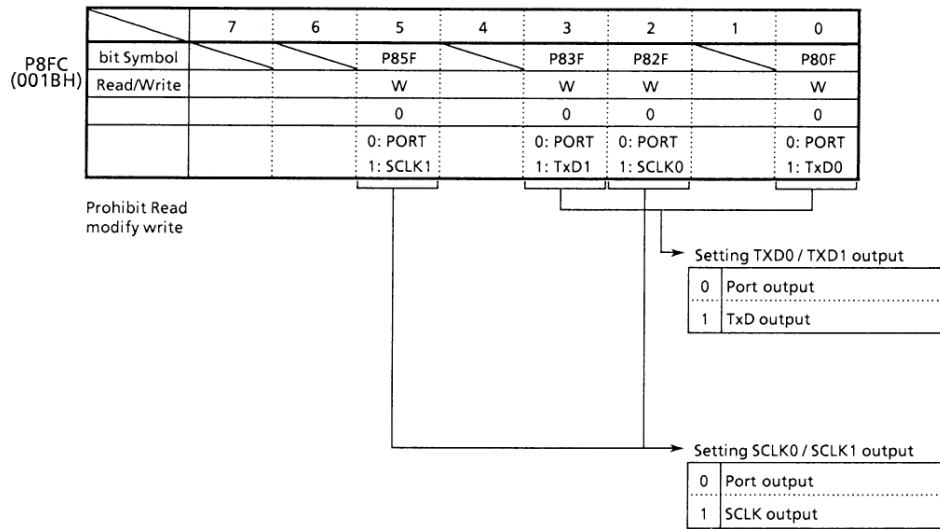 7 6 5 4 3 2 1 0
P8FC
(001BH)
bit Symbol P85F P83F P82F P80F
Read/Write W W W W
0 0 0 0
0: PORT 0: PORT 0: PORT 0: PORT
1: SCLK1 1: TxD1 1: SCLK0 1: TxD0
Prohibit Read
modify write
Setting TXD0 / TXD1 output
0 Port output
1 TxD output
Setting SCLK0 / SCLK1 output
0 Port output
1 SCLK output